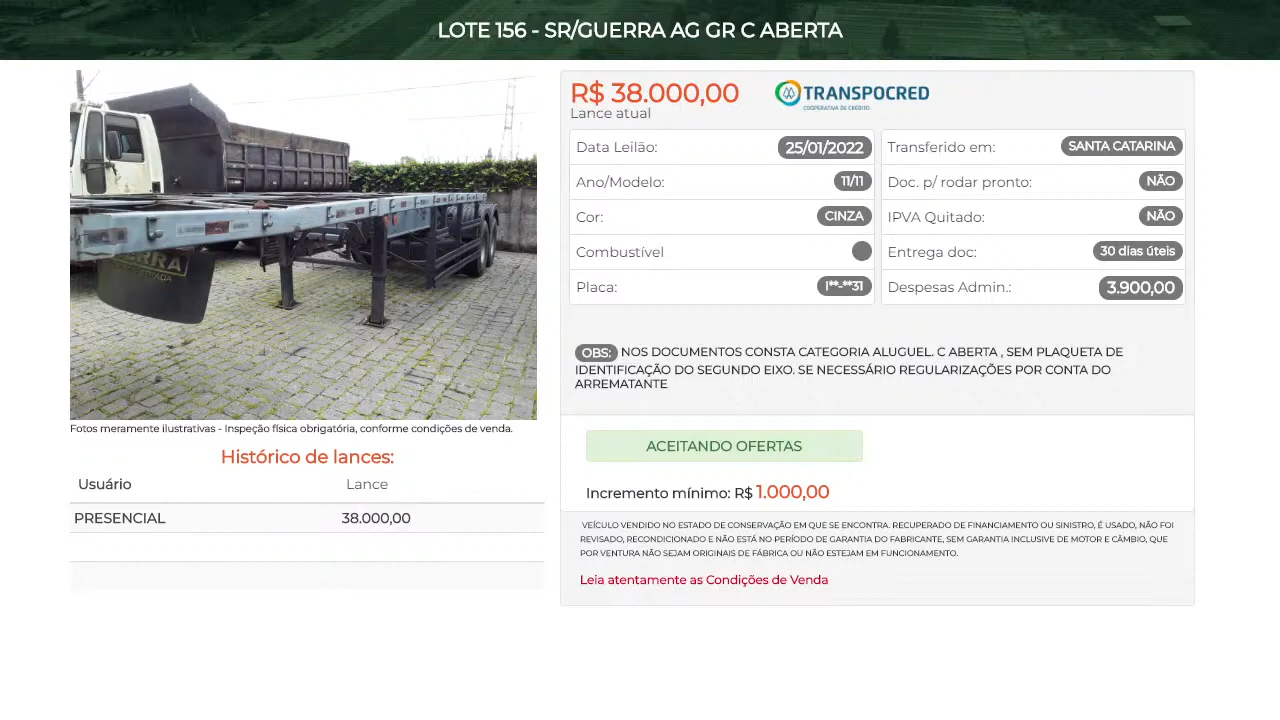 LOTE 156 - SR/GUERRA AG GR C ABERTA
R$ 38.000,00
Lance atual
TRANSPOCRED
COOPERATIVA DE CRÉDITO
Data Leilão: 25/01/2022
Ano/Modelo: 11/11
Cor: CINZA
Combustível
Placa: I**-**31
Transferido em: SANTA CATARINA
Doc. p/ rodar pronto: NÃO
IPVA Quitado: NÃO
Entrega doc: 30 dias úteis
Despesas Admin.: 3.900,00
OBS: NOS DOCUMENTOS CONSTA CATEGORIA ALUGUEL. C ABERTA , SEM PLAQUETA DE
IDENTIFICAÇÃO DO SEGUNDO EIXO. SE NECESSÁRIO REGULARIZAÇÕES POR CONTA DO
ARREMATANTE
Fotos meramente ilustrativas - Inspeção física obrigatória, conforme condições de venda.
Histórico de lances:
Usuário Lance
PRESENCIAL 38.000,00
ACEITANDO OFERTAS
Incremento mínimo: R$ 1.000,00
VEÍCULO VENDIDO NO ESTADO DE CONSERVAÇÃO EM QUE SE ENCONTRA. RECUPERADO DE FINANCIAMENTO OU SINISTRO, É USADO, NÃO FOI
REVISADO, RECONDICIONADO E NÃO ESTÁ NO PERÍODO DE GARANTIA DO FABRICANTE, SEM GARANTIA INCLUSIVE DE MOTOR E CÂMBIO, QUE
POR VENTURA NÃO SEJAM ORIGINAIS DE FÁBRICA OU NÃO ESTEJAM EM FUNCIONAMENTO.
Leia atentamente as Condições de Venda